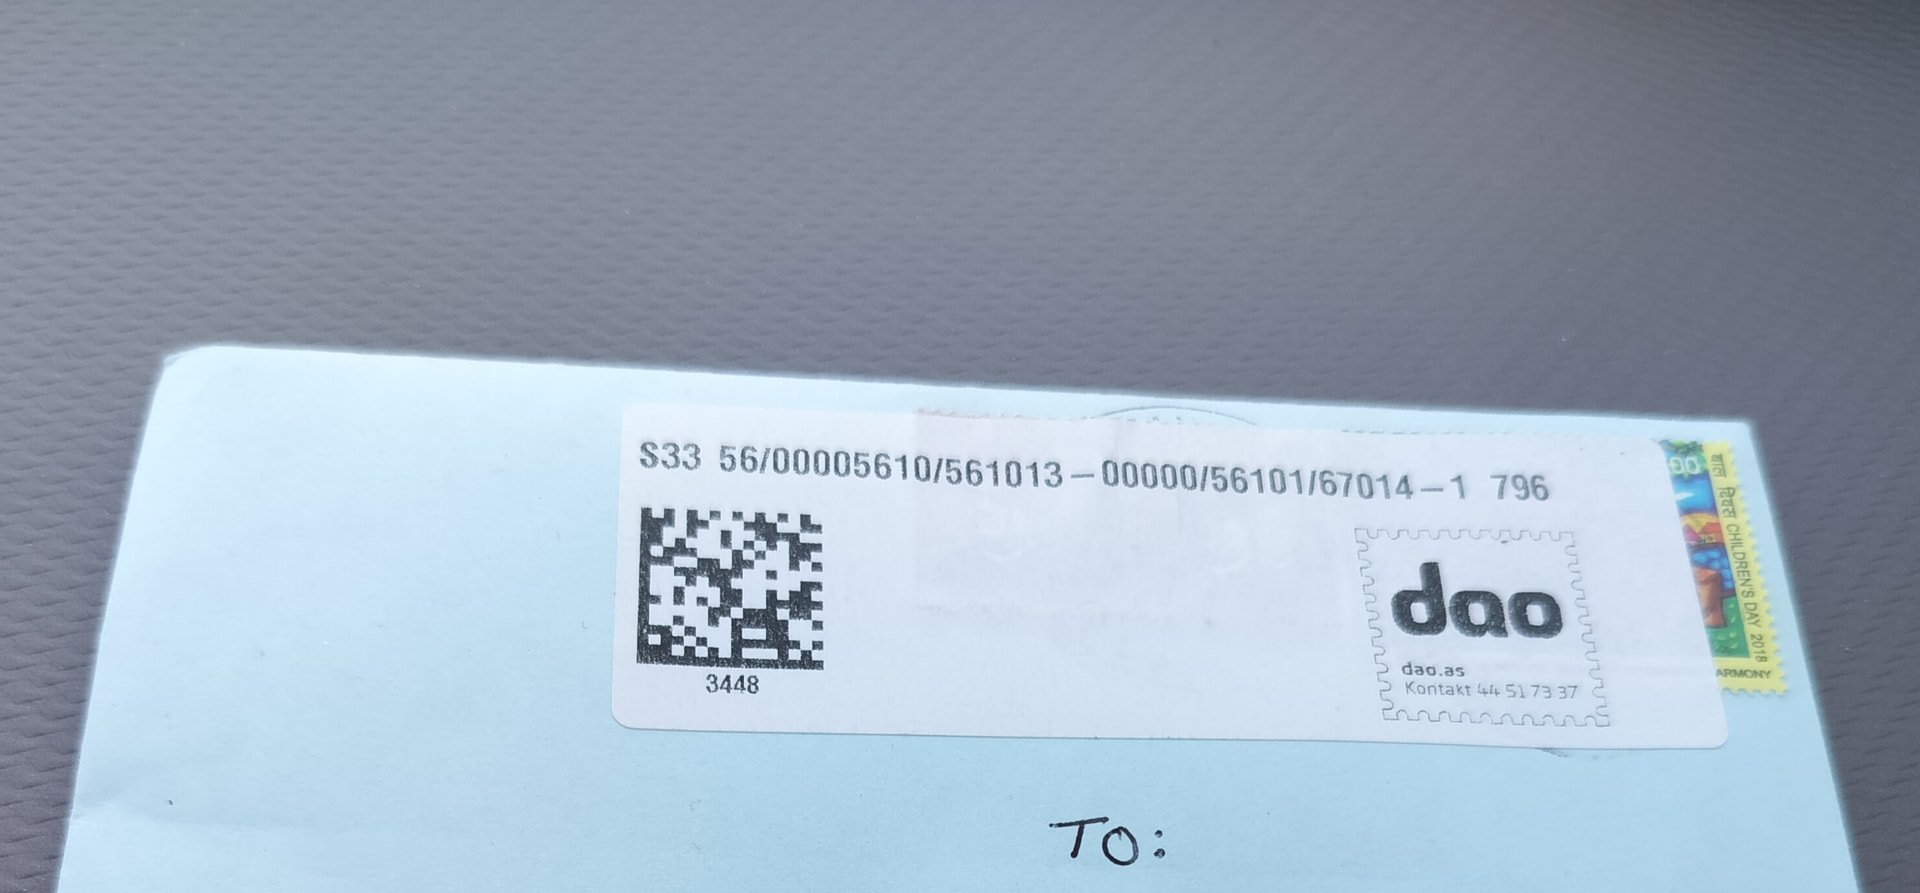 S33 56/00005610/561013-00000/56101/67014-1 796
3448
dao
dao.as
Kontakt 44 51 73 37
बाल दिवस CHILDREN'S DAY 2018
ARMONY
TO: